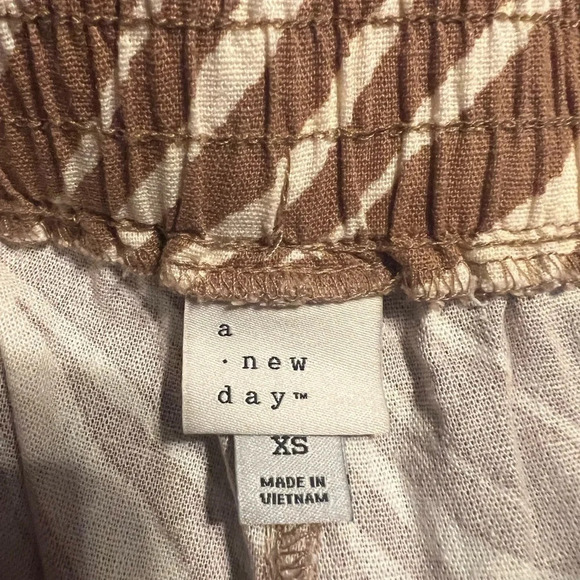 a
· new
day™
XS
MADE IN
VIETNAM